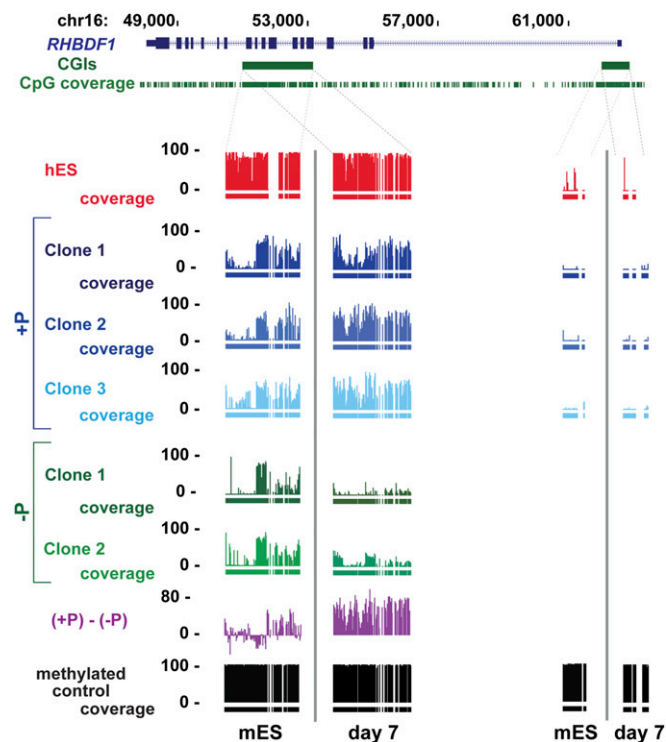 chr16: 49,000 53,000 57,000 61,000
RHBDF1
CGIs
CpG coverage
100 -
hES
0 -
coverage
+P
100 -
Clone 1
0 -
coverage
100 -
Clone 2
0 -
coverage
100 -
Clone 3
0 -
coverage
-P
100 -
Clone 1
0 -
coverage
100 -
Clone 2
0 -
coverage
80 -
(+P) - (-P)
0 -
methylated
control
100 -
0 -
coverage
mES day 7 mES day 7